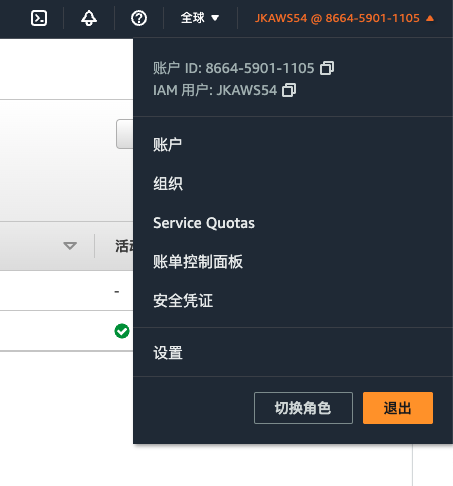 全球
JKAWS54 @ 8664-5901-1105
账户 ID: 8664-5901-1105
IAM 用户: JKAWS54
账户
组织
Service Quotas
账单控制面板
安全凭证
设置
切换角色
退出
活
-